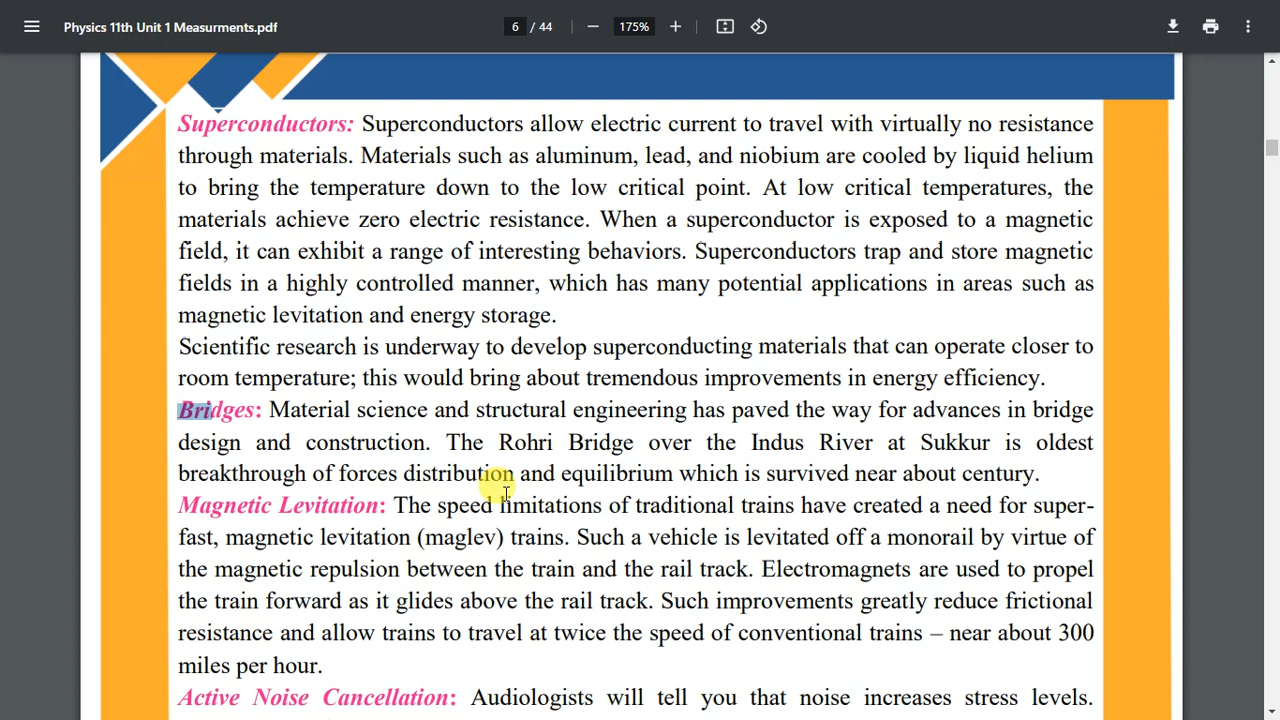 Physics 11th Unit 1 Measurments.pdf
6 / 44
175%
Superconductors: Superconductors allow electric current to travel with virtually no resistance
through materials. Materials such as aluminum, lead, and niobium are cooled by liquid helium
to bring the temperature down to the low critical point. At low critical temperatures, the
materials achieve zero electric resistance. When a superconductor is exposed to a magnetic
field, it can exhibit a range of interesting behaviors. Superconductors trap and store magnetic
fields in a highly controlled manner, which has many potential applications in areas such as
magnetic levitation and energy storage.
Scientific research is underway to develop superconducting materials that can operate closer to
room temperature; this would bring about tremendous improvements in energy efficiency.
Bridges: Material science and structural engineering has paved the way for advances in bridge
design and construction. The Rohri Bridge over the Indus River at Sukkur is oldest
breakthrough of forces distribution and equilibrium which is survived near about century.
Magnetic Levitation: The speed limitations of traditional trains have created a need for super-
fast, magnetic levitation (maglev) trains. Such a vehicle is levitated off a monorail by virtue of
the magnetic repulsion between the train and the rail track. Electromagnets are used to propel
the train forward as it glides above the rail track. Such improvements greatly reduce frictional
resistance and allow trains to travel at twice the speed of conventional trains – near about 300
miles per hour.
Active Noise Cancellation: Audiologists will tell you that noise increases stress levels.